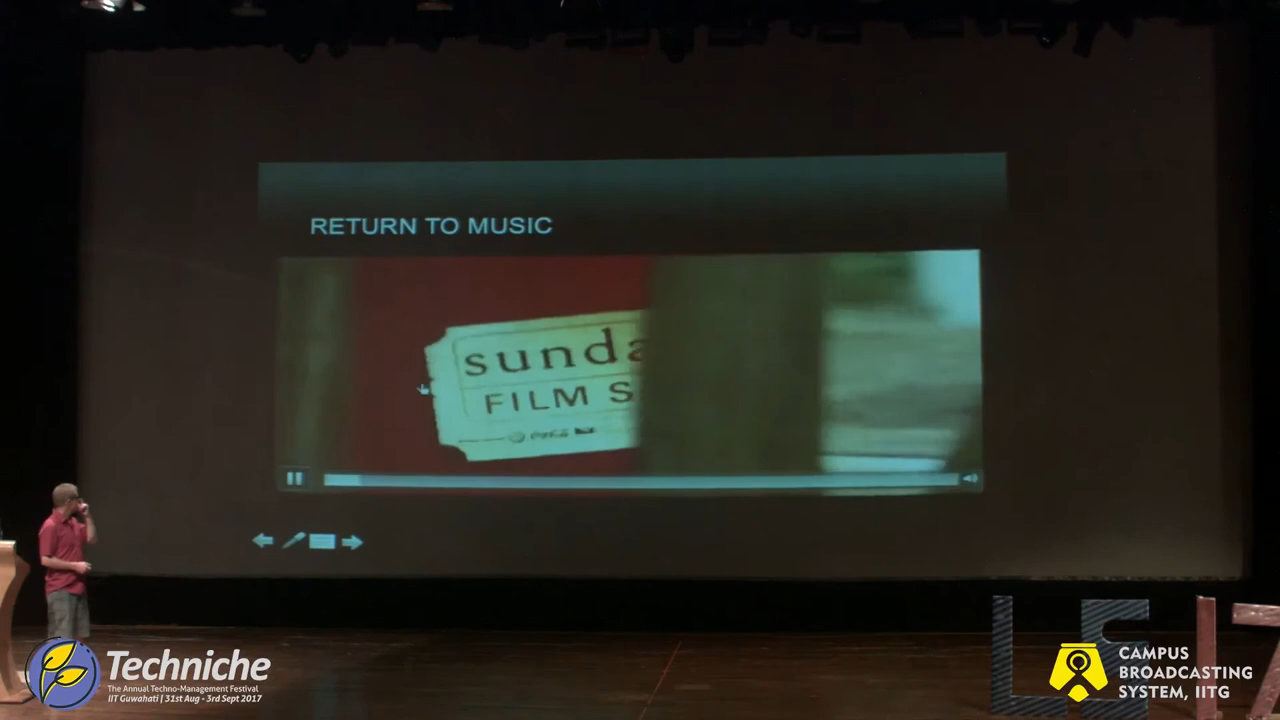 RETURN TO MUSIC
sunda
FILM S
Techniche
The Annual Techno-Management Festival
IIT Guwahati | 31st Aug - 3rd Sept 2017
CAMPUS
BROADCASTING
SYSTEM, IITG